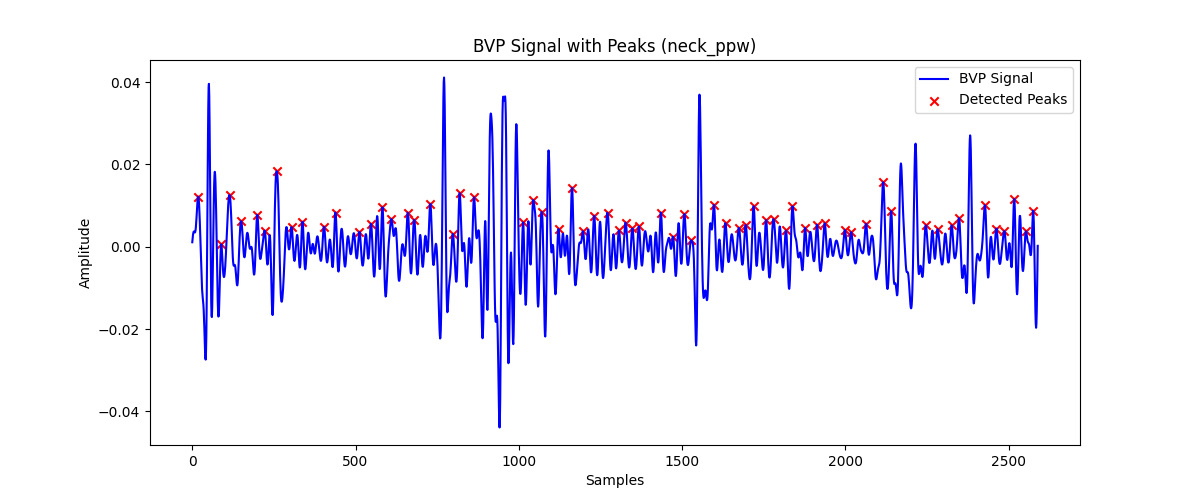 BVP Signal with Peaks (neck_ppw)
BVP Signal
Detected Peaks
Amplitude
0.04
0.02
0.00
−0.02
−0.04
0
500
1000
1500
2000
2500
Samples